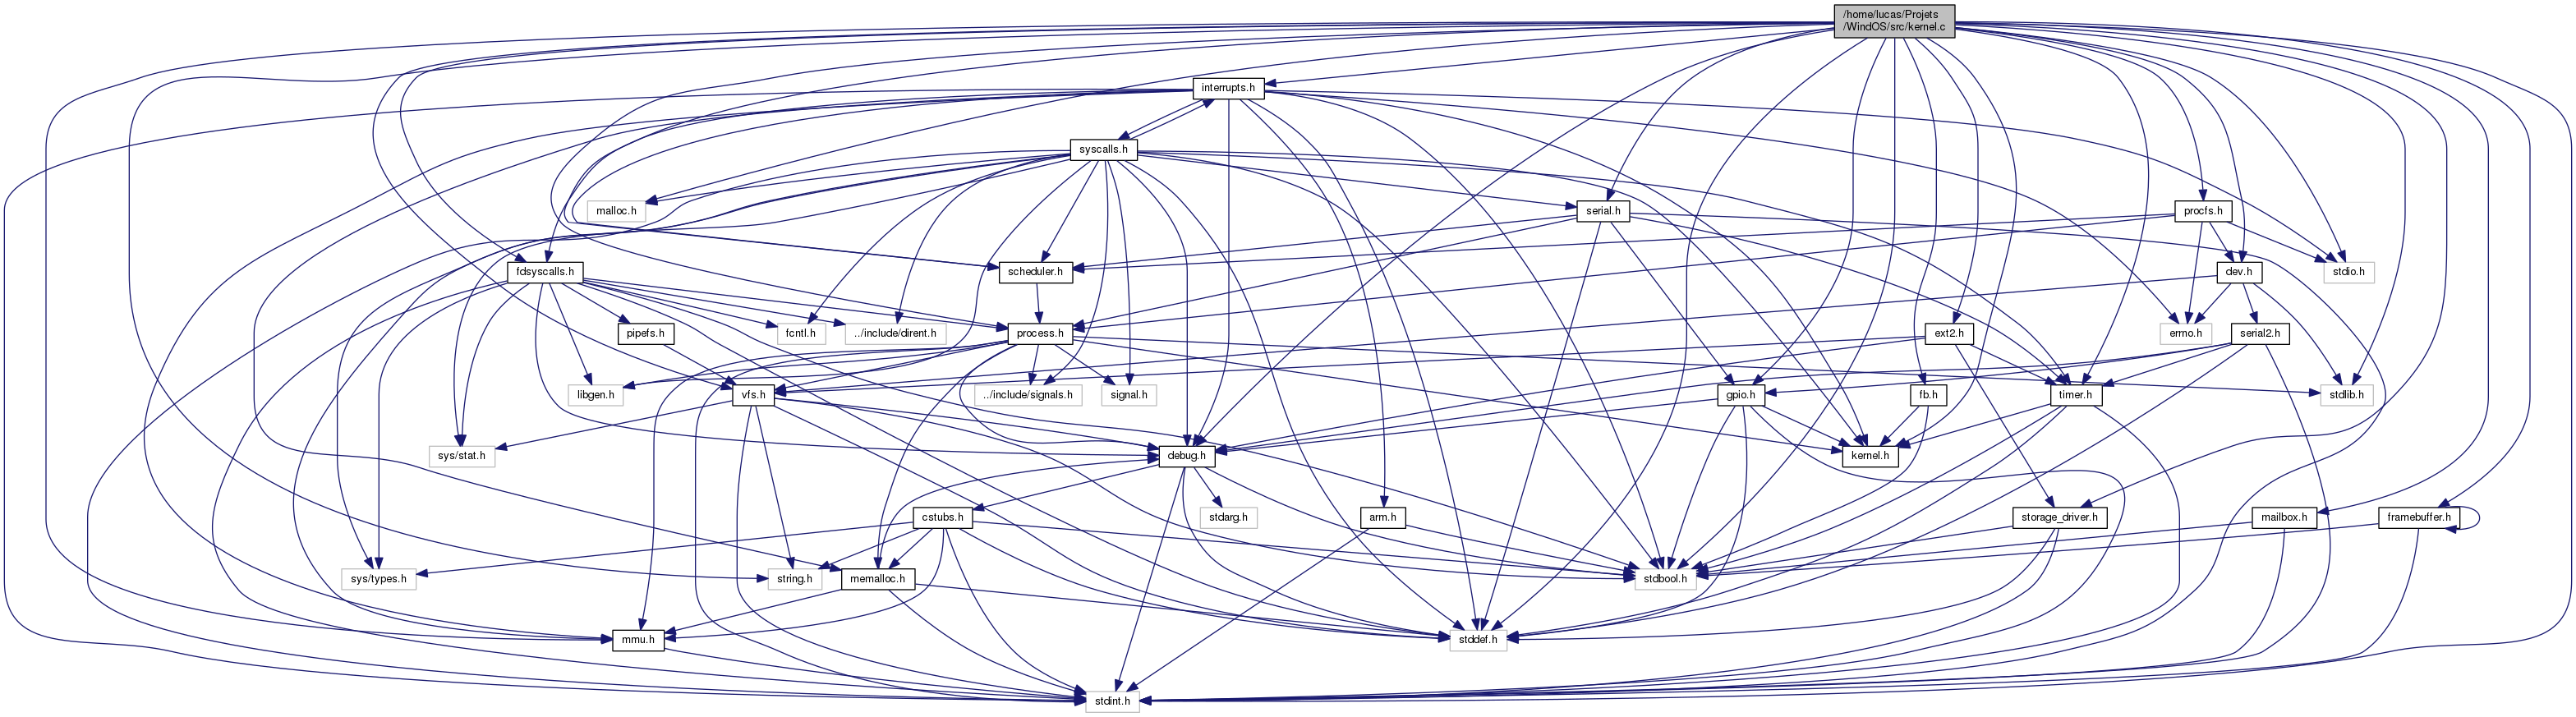 /home/lucas/Projets
/WindOS/src/kernel.c
interrupts.h
syscalls.h
malloc.h
serial.h
procfs.h
fdsyscalls.h
scheduler.h
dev.h
stdio.h
pipefs.h
fcntl.h
../include/dirent.h
process.h
ext2.h
errno.h
serial2.h
libgen.h
vfs.h
../include/signals.h
signal.h
gpio.h
fb.h
timer.h
stdlib.h
sys/stat.h
debug.h
kernel.h
cstubs.h
stdarg.h
arm.h
storage_driver.h
mailbox.h
framebuffer.h
sys/types.h
string.h
memalloc.h
stdbool.h
mmu.h
stddef.h
stdint.h